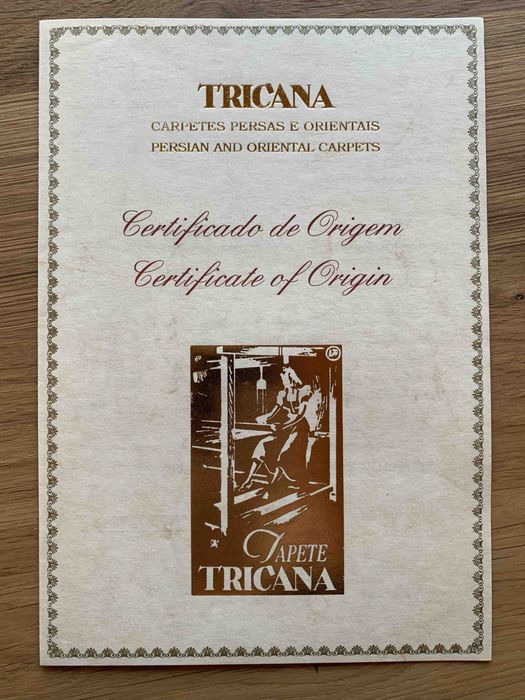 TRICANA
CARPETES PERSAS E ORIENTAIS
PERSIAN AND ORIENTAL CARPETS
Certificado de Origem
Certificate of Origin
TAPETE
TRICANA